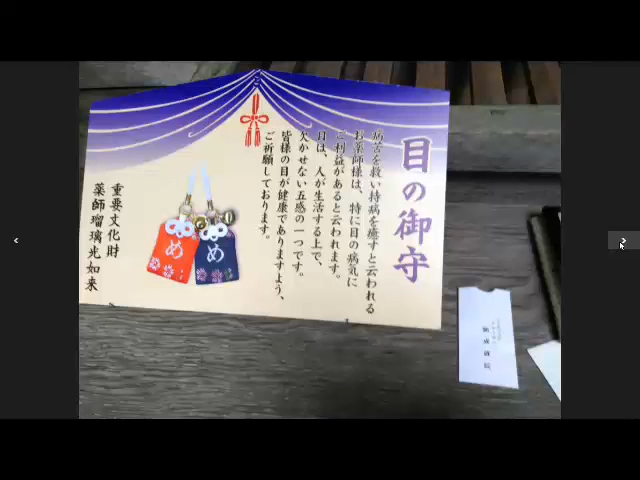 目の御守
病苦を救い持病を癒すと云われる
お薬師様は、特に目の病気に
ご利益があると云われます。
目は、人が生活する上で、
欠かせない五感の一つです。
皆様の目が健康でありますよう、
ご祈願しております。
重要文化財
薬師瑠璃光如来
め
め